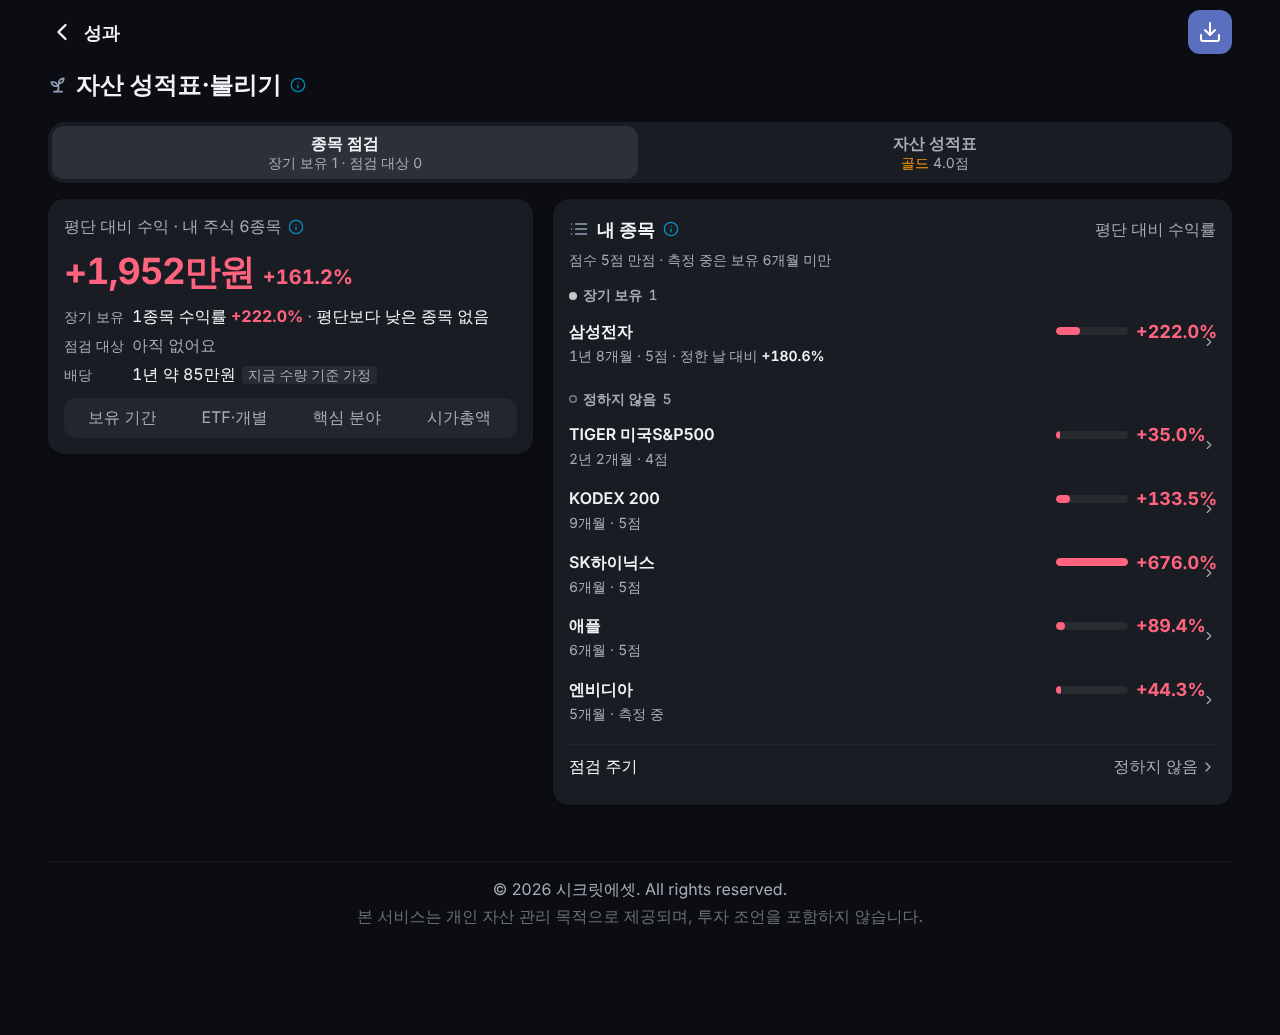 성과
자산 성적표·불리기
종목 점검
장기 보유 1 · 점검 대상 0
자산 성적표
골드 4.0점
평단 대비 수익 · 내 주식 6종목
+1,952만원 +161.2%
장기 보유 1종목 수익률 +222.0% · 평단보다 낮은 종목 없음
점검 대상 아직 없어요
배당 1년 약 85만원 지금 수량 기준 가정
보유 기간 ETF·개별 핵심 분야 시가총액
내 종목 평단 대비 수익률
점수 5점 만점 · 측정 중은 보유 6개월 미만
장기 보유 1
삼성전자 +222.0%
1년 8개월 · 5점 · 정한 날 대비 +180.6%
정하지 않음 5
TIGER 미국S&P500 +35.0%
2년 2개월 · 4점
KODEX 200 +133.5%
9개월 · 5점
SK하이닉스 +676.0%
6개월 · 5점
애플 +89.4%
6개월 · 5점
엔비디아 +44.3%
5개월 · 측정 중
점검 주기 정하지 않음
© 2026 시크릿에셋. All rights reserved.
본 서비스는 개인 자산 관리 목적으로 제공되며, 투자 조언을 포함하지 않습니다.